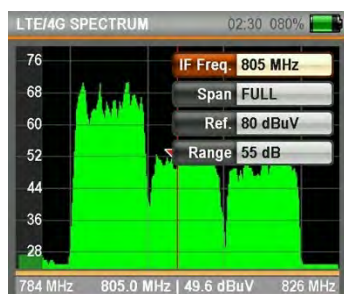 LTE/4G SPECTRUM 02:30 080%
76
IF Freq. 805 MHz
68
Span FULL
60
Ref. 80 dBuV
52
Range 55 dB
44
36
28
784 MHz 805.0 MHz | 49.6 dBuV 826 MHz